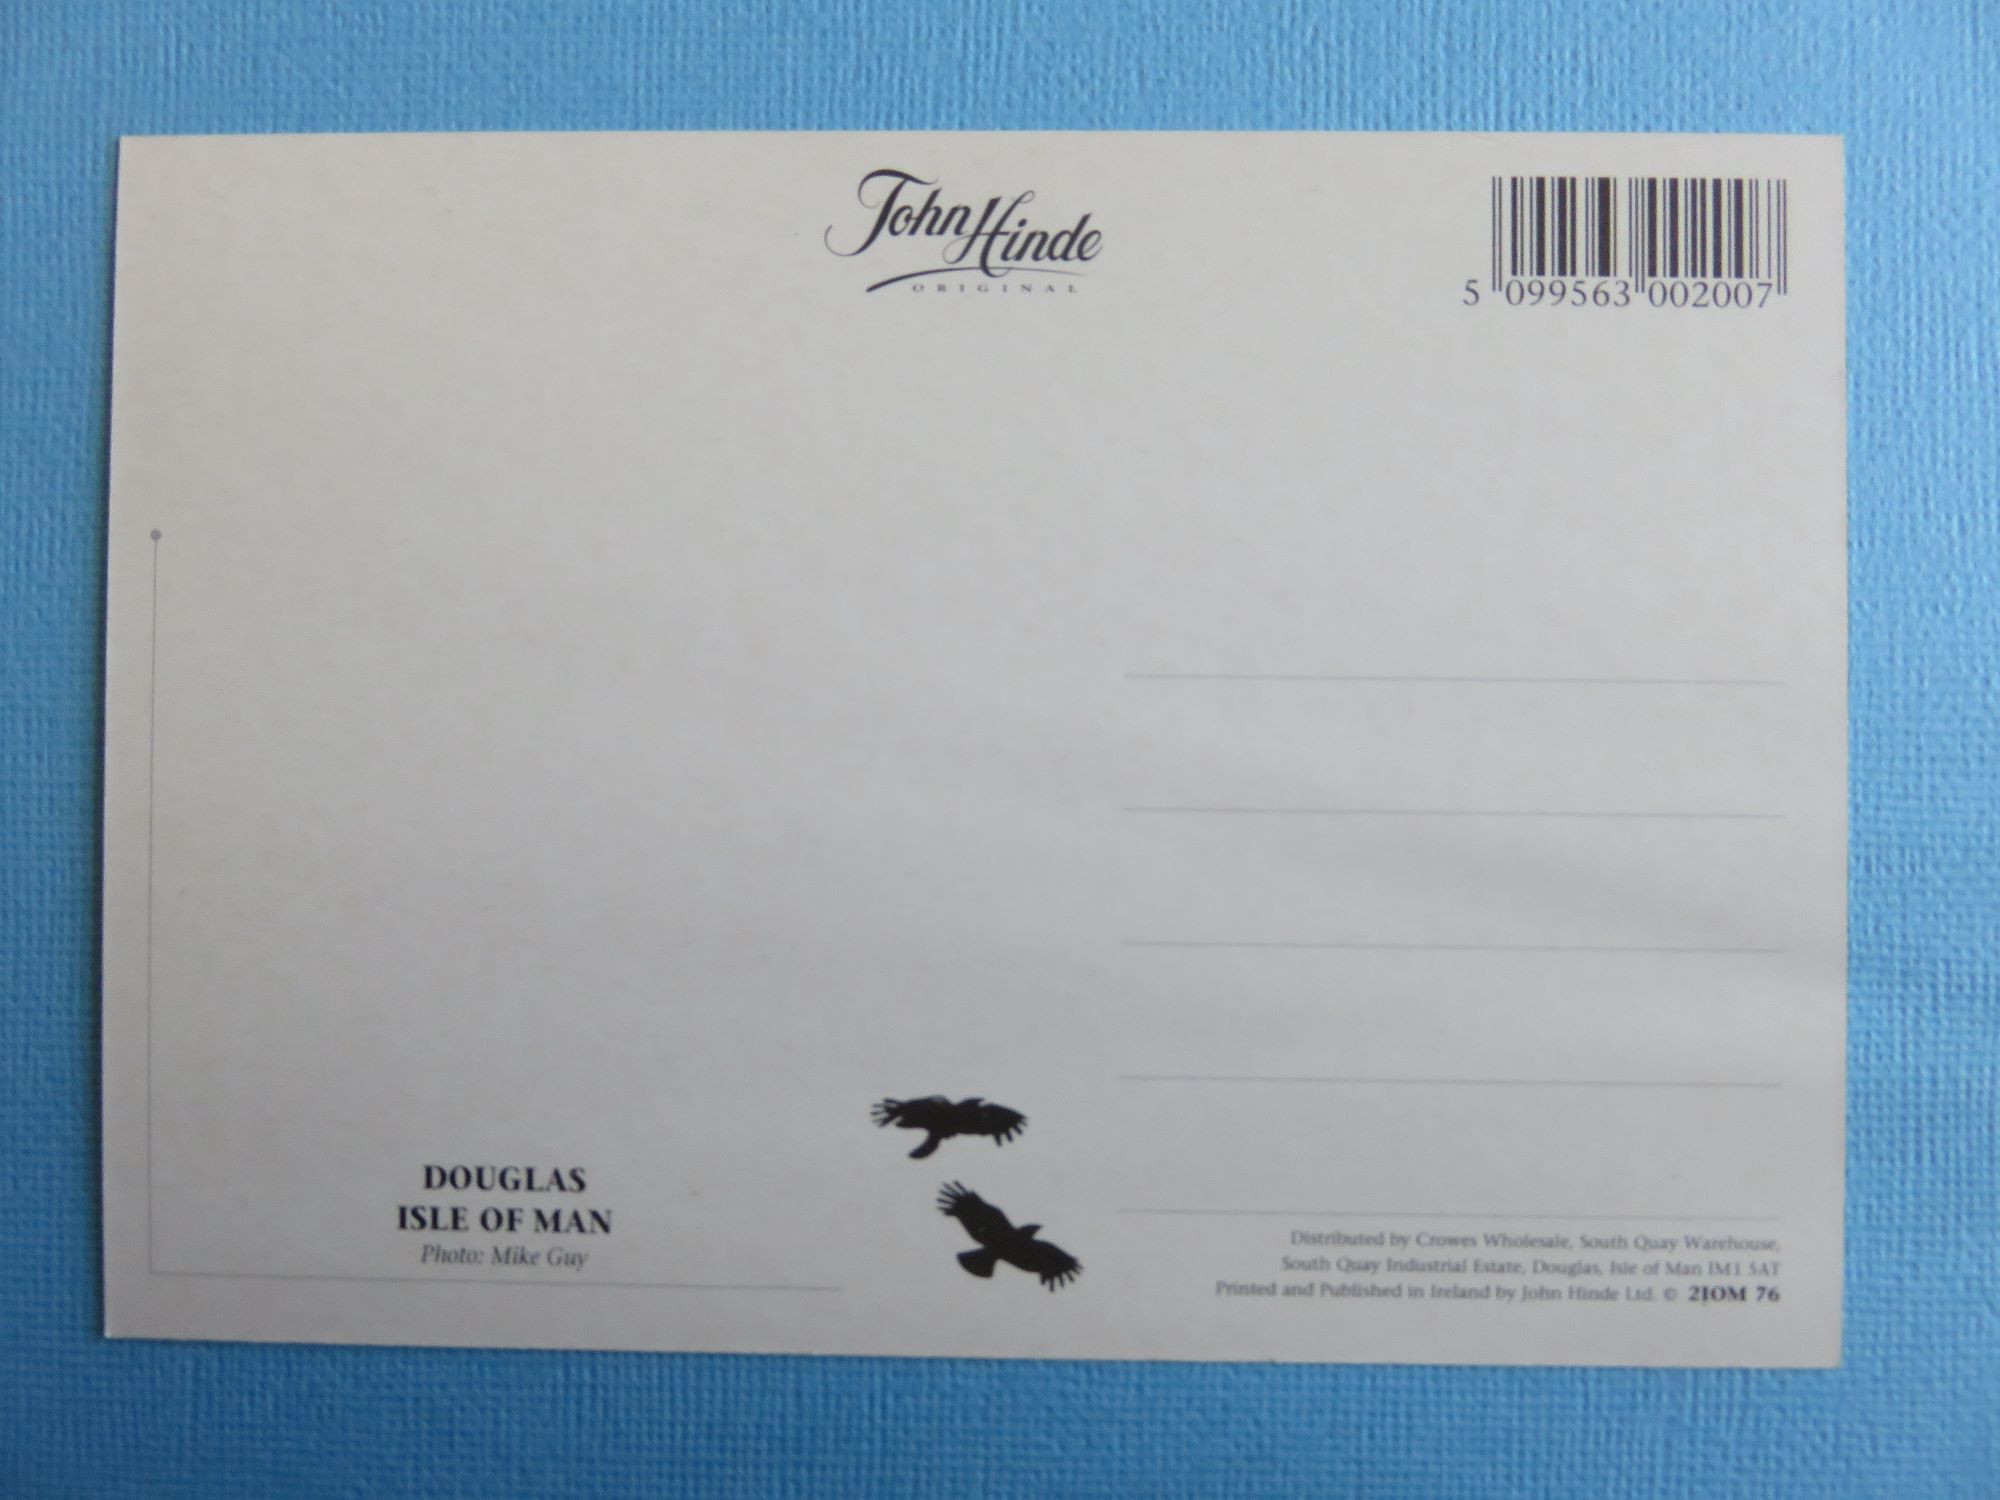 John Hinde
ORIGINAL
5 099563 002007
DOUGLAS
ISLE OF MAN
Photo: Mike Guy
Distributed by Crowes Wholesale, South Quay Warehouse,
South Quay Industrial Estate, Douglas, Isle of Man IM1 5AT
Printed and Published in Ireland by John Hinde Ltd. © 2IOM 76